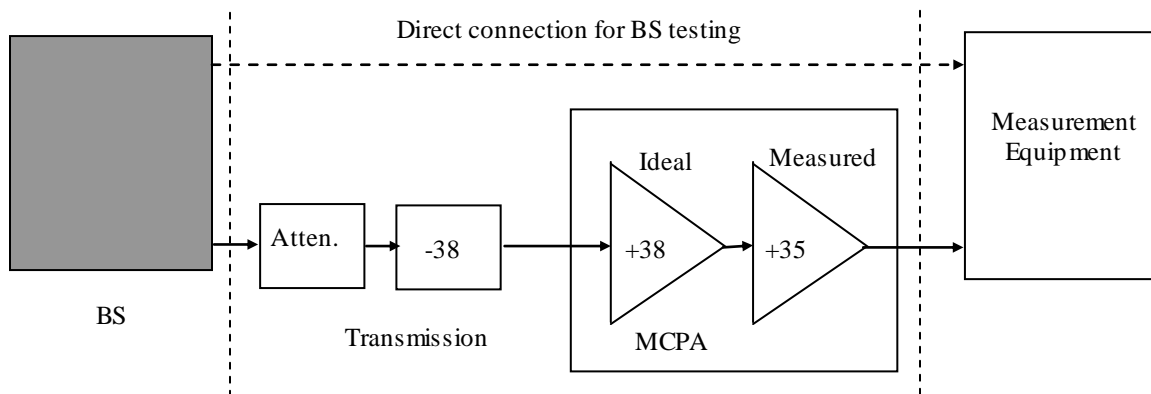 Direct connection for BS testing
Measurement
Equipment
Ideal
Measured
Atten.
-38
+38
+35
BS
Transmission
MCPA